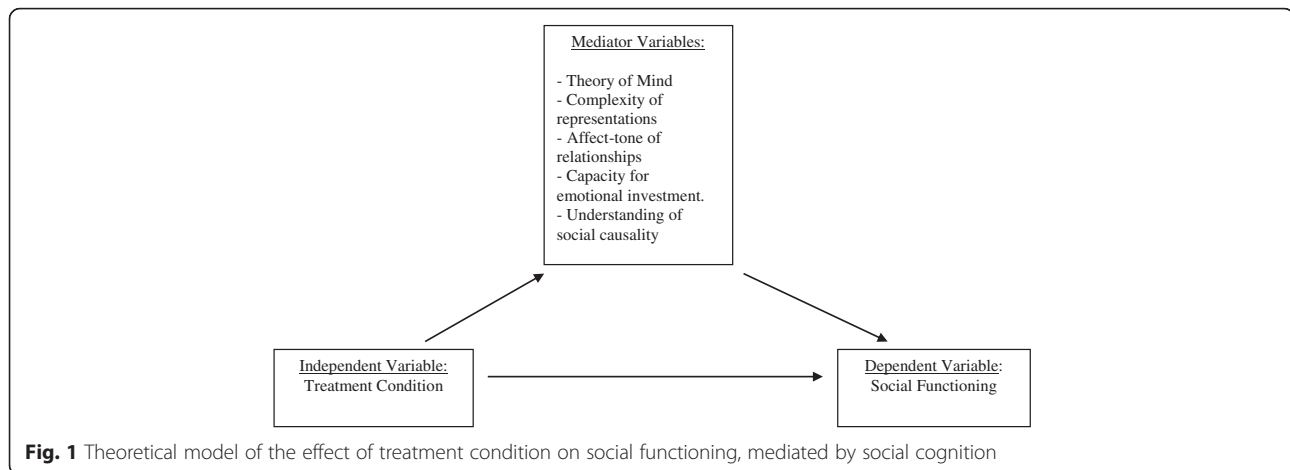 Mediator Variables:
- Theory of Mind
- Complexity of
representations
- Affect-tone of
relationships
- Capacity for
emotional investment.
- Understanding of
social causality
Independent Variable:
Treatment Condition
Dependent Variable:
Social Functioning
Fig. 1 Theoretical model of the effect of treatment condition on social functioning, mediated by social cognition